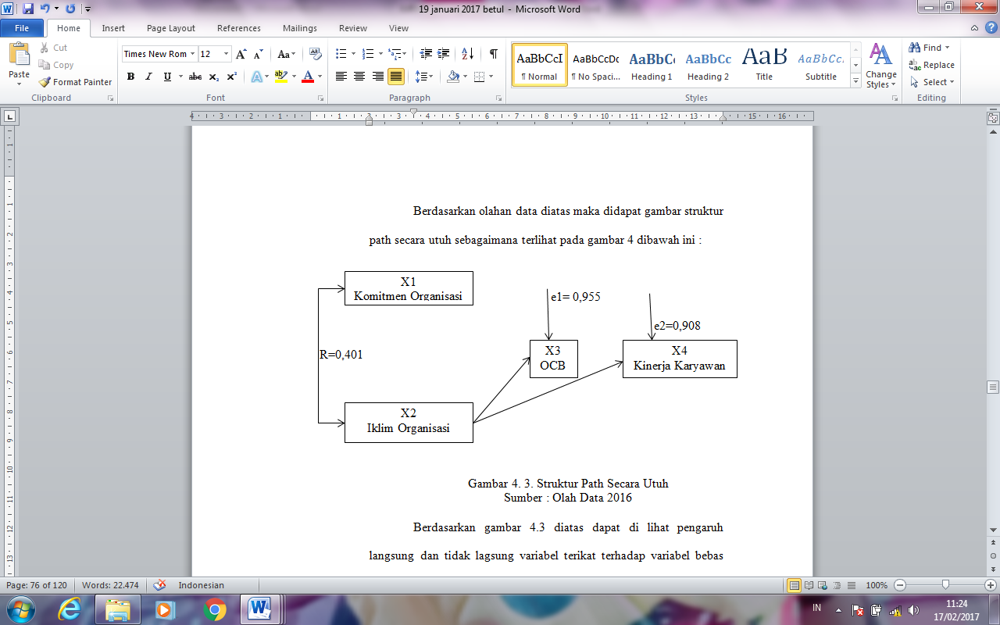 19 januari 2017 betul - Microsoft Word
File Home Insert Page Layout References Mailings Review View
Paste
Cut
Copy
Format Painter
Clipboard
Times New Rom 12
Font
Paragraph
AaBbCcI AaBbCcDc AaBbCc AaBbCc AaB AaBbCc.
¶ Normal ¶ No Spaci... Heading 1 Heading 2 Title Subtitle
Change Styles
Styles
Find
Replace
Select
Editing
Berdasarkan olahan data diatas maka didapat gambar struktur
path secara utuh sebagaimana terlihat pada gambar 4 dibawah ini :
X1
Komitmen Organisasi
e1= 0,955
e2=0,908
R=0,401
X3
OCB
X4
Kinerja Karyawan
X2
Iklim Organisasi
Gambar 4. 3. Struktur Path Secara Utuh
Sumber : Olah Data 2016
Berdasarkan gambar 4.3 diatas dapat di lihat pengaruh
langsung dan tidak lagsung variabel terikat terhadap variabel bebas
Page: 76 of 120 Words: 22.474 Indonesian 100%
IN 11:24
17/02/2017